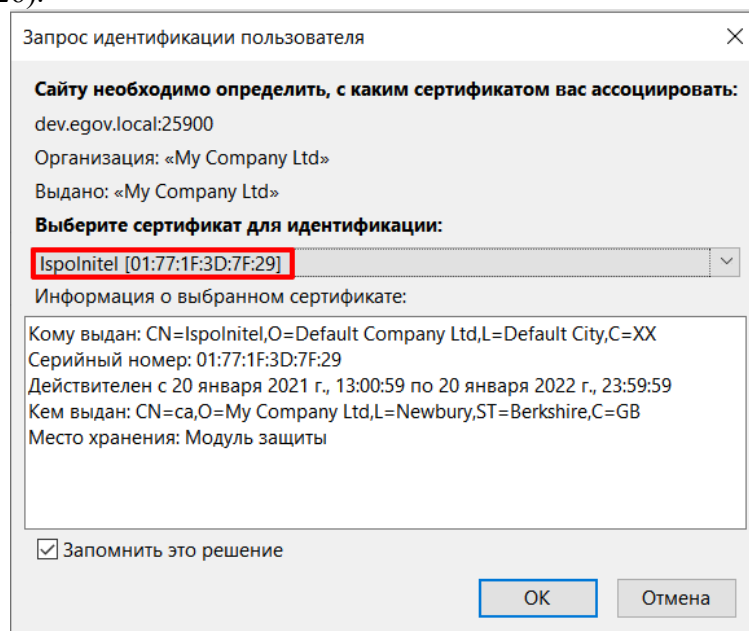 20).
Запрос идентификации пользователя
Сайту необходимо определить, с каким сертификатом вас ассоциировать:
dev.egov.local:25900
Организация: «My Company Ltd»
Выдано: «My Company Ltd»
Выберите сертификат для идентификации:
Ispolnitel [01:77:1F:3D:7F:29]
Информация о выбранном сертификате:
Кому выдан: CN=Ispolnitel,O=Default Company Ltd,L=Default City,C=XX
Серийный номер: 01:77:1F:3D:7F:29
Действителен с 20 января 2021 г., 13:00:59 по 20 января 2022 г., 23:59:59
Кем выдан: CN=ca,O=My Company Ltd,L=Newbury,ST=Berkshire,C=GB
Место хранения: Модуль защиты
Запомнить это решение
ОК Отмена